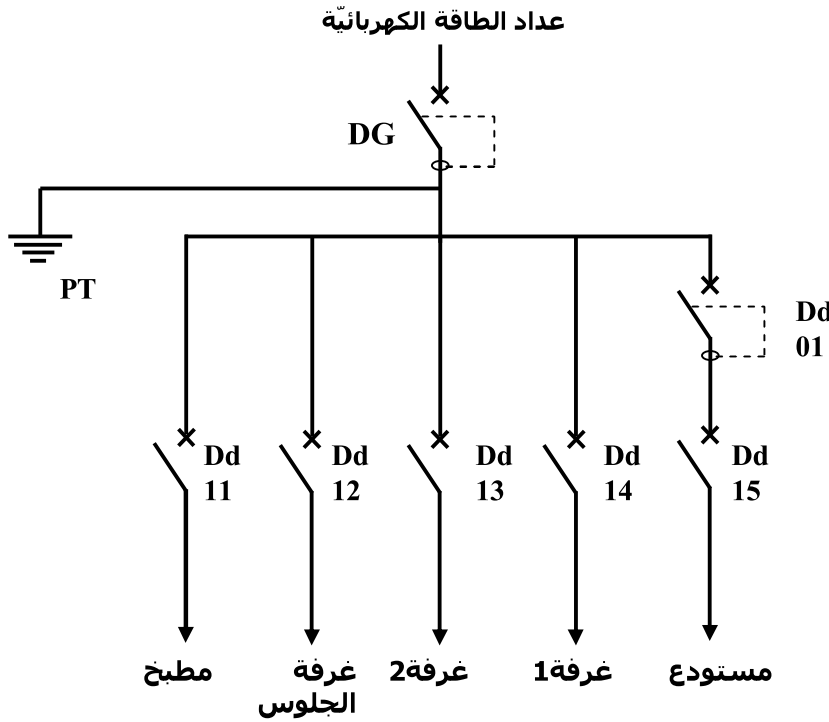 عداد الطاقة الكهربائيّة
DG
PT
Dd
01
Dd
11
Dd
12
Dd
13
Dd
14
Dd
15
مطبخ
غرفة
الجلوس
غرفة2
غرفة1
مستودع